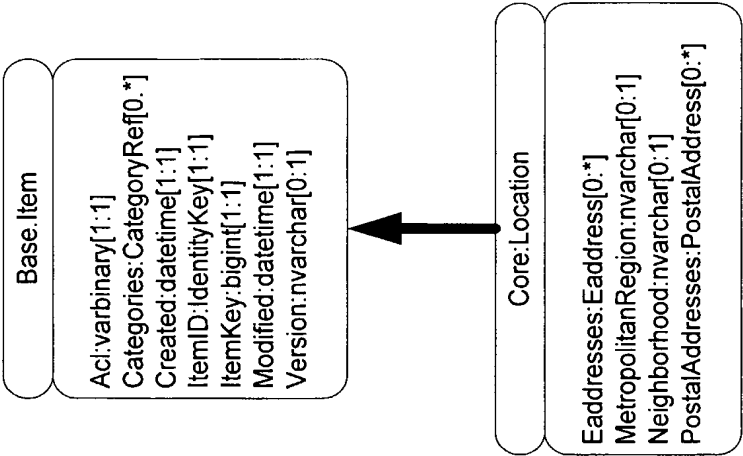 Base.Item
Acl:varbinary[1:1]
Categories:CategoryRef[0.*]
Created:datetime[1:1]
ItemID:IdentityKey[1:1]
ItemKey:bigint[1:1]
Modified:datetime[1:1]
Version:nvarchar[0:1]
Core:Location
Eaddresses:Eaddress[0:*]
MetropolitanRegion:nvarchar[0:1]
Neighborhood:nvarchar[0:1]
PostalAddresses:PostalAddress[0:*]